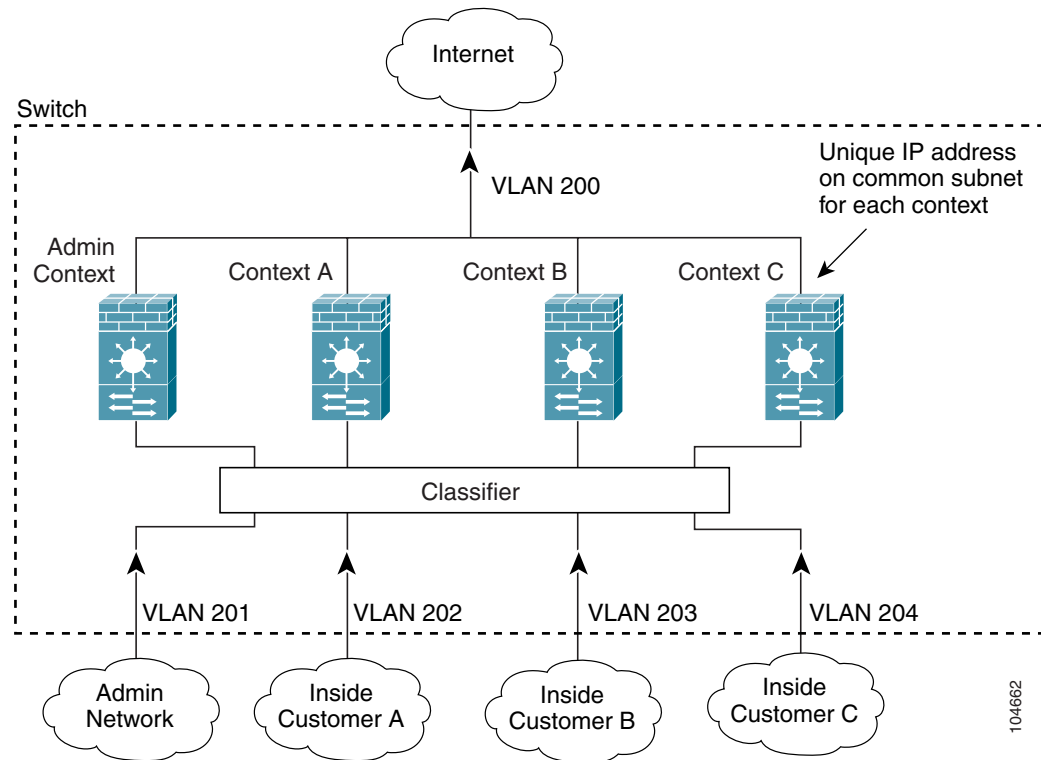 Internet
Switch
VLAN 200
Unique IP address
on common subnet
for each context
Admin
Context
Context A
Context B
Context C
Classifier
VLAN 201
VLAN 202
VLAN 203
VLAN 204
Admin
Network
Inside
Customer A
Inside
Customer B
Inside
Customer C
104662